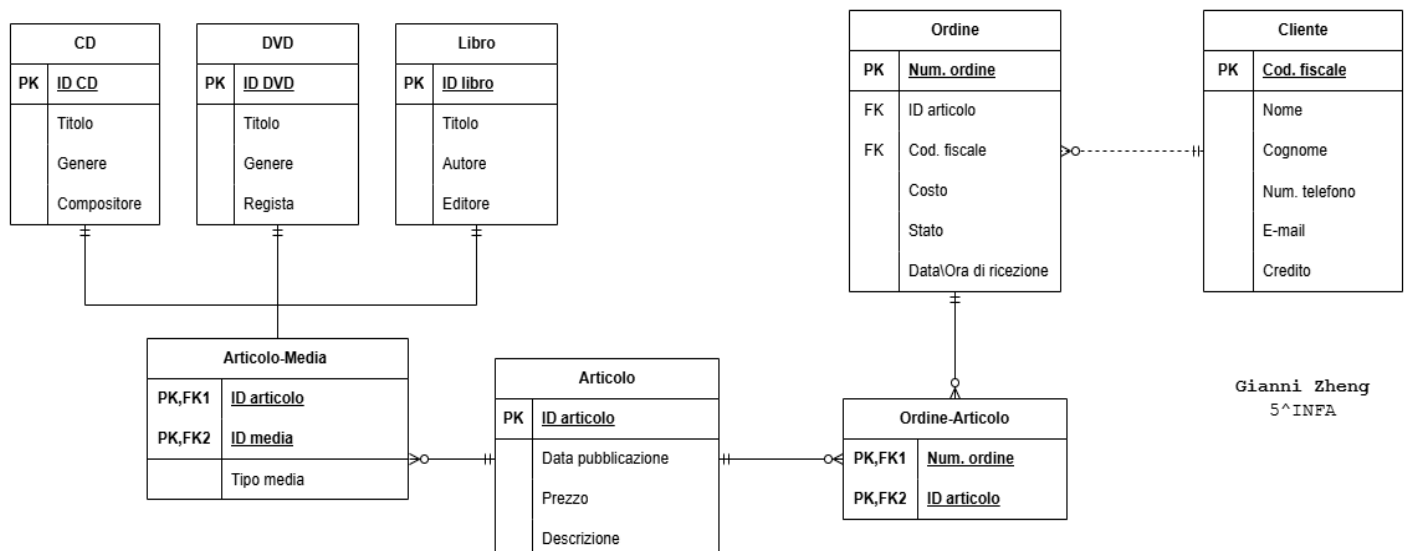 CD
PK ID CD
Titolo
Genere
Compositore
DVD
PK ID DVD
Titolo
Genere
Regista
Libro
PK ID libro
Titolo
Autore
Editore
Ordine
PK Num. ordine
FK ID articolo
FK Cod. fiscale
Costo
Stato
Data\Ora di ricezione
Cliente
PK Cod. fiscale
Nome
Cognome
Num. telefono
E-mail
Credito
Articolo-Media
PK,FK1 ID articolo
PK,FK2 ID media
Tipo media
Articolo
PK ID articolo
Data pubblicazione
Prezzo
Descrizione
Ordine-Articolo
PK,FK1 Num. ordine
PK,FK2 ID articolo
Gianni Zheng
5^INFA